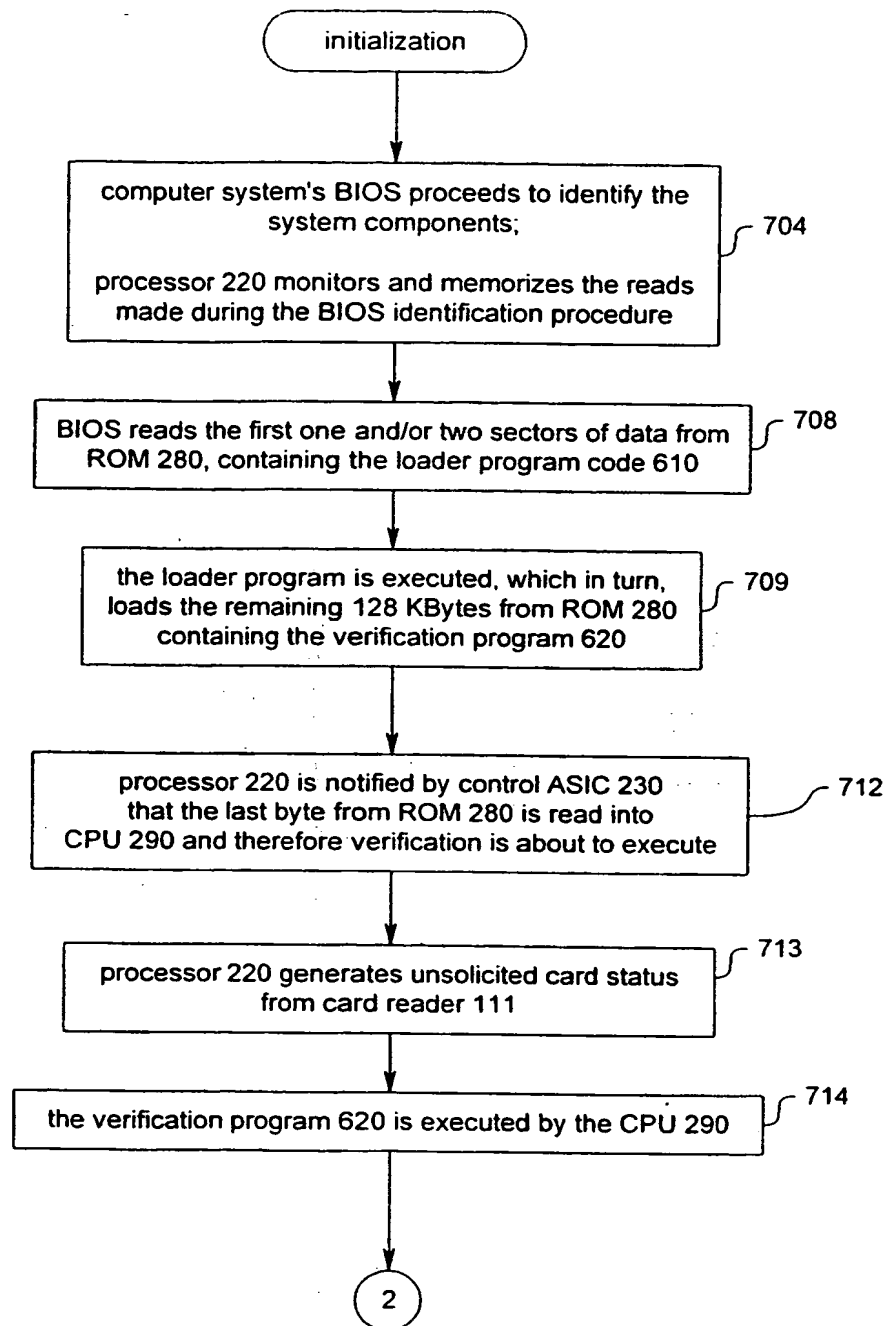 initialization
computer system's BIOS proceeds to identify the
system components;
processor 220 monitors and memorizes the reads
made during the BIOS identification procedure
704
BIOS reads the first one and/or two sectors of data from
ROM 280, containing the loader program code 610
708
the loader program is executed, which in turn,
loads the remaining 128 KBytes from ROM 280
containing the verification program 620
709
processor 220 is notified by control ASIC 230
that the last byte from ROM 280 is read into
CPU 290 and therefore verification is about to execute
712
processor 220 generates unsolicited card status
from card reader 111
713
the verification program 620 is executed by the CPU 290
714
2